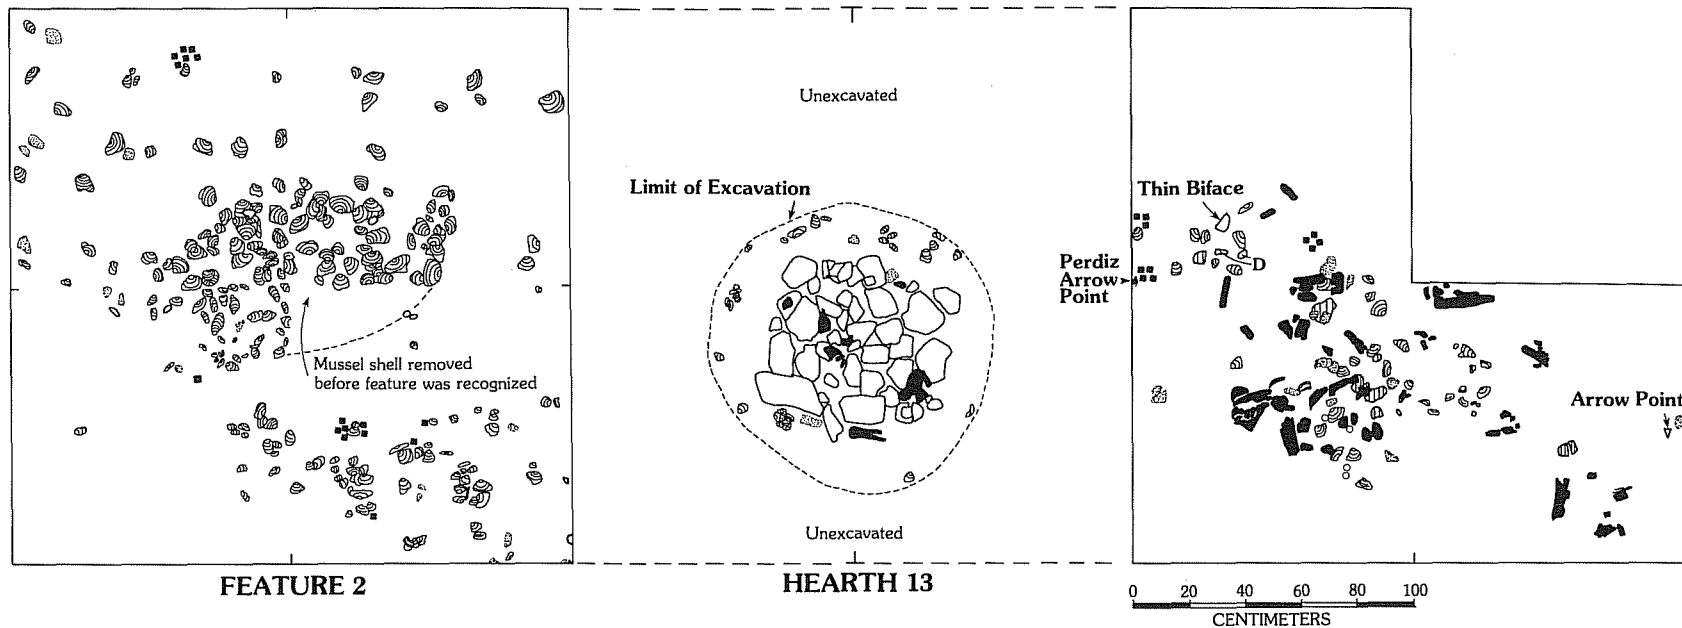 Unexcavated
Limit of Excavation
Thin Biface
D
Perdiz
Arrow
Point
Mussel shell removed
before feature was recognized
Arrow Point
Unexcavated
FEATURE 2
HEARTH 13
0 20 40 60 80 100
CENTIMETERS